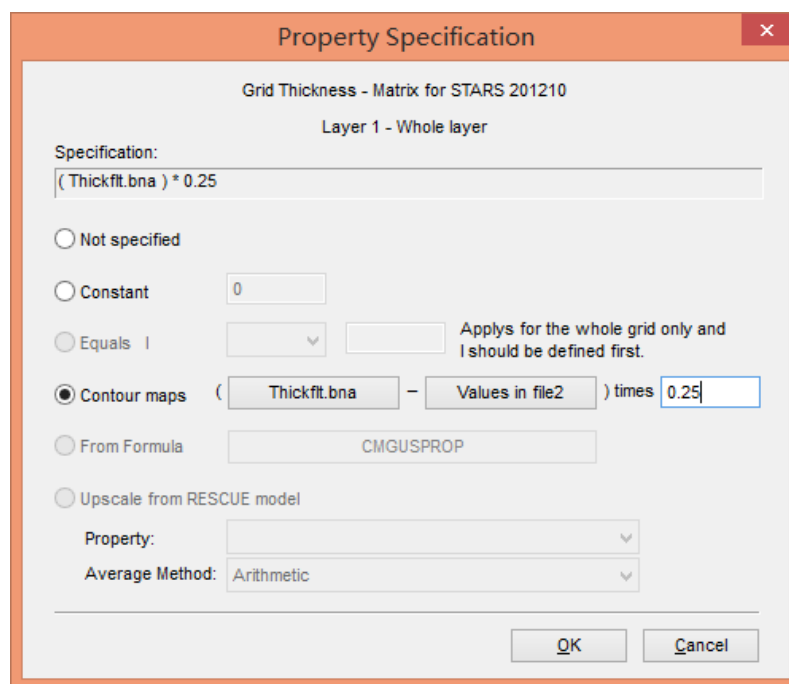 Property Specification
Grid Thickness - Matrix for STARS 201210
Layer 1 - Whole layer
Specification:
( Thickflt.bna ) * 0.25
Not specified
Constant 0
Equals I Applys for the whole grid only and
I should be defined first.
Contour maps ( Thickflt.bna – Values in file2 ) times 0.25
From Formula CMGUSPROP
Upscale from RESCUE model
Property:
Average Method: Arithmetic
OK Cancel